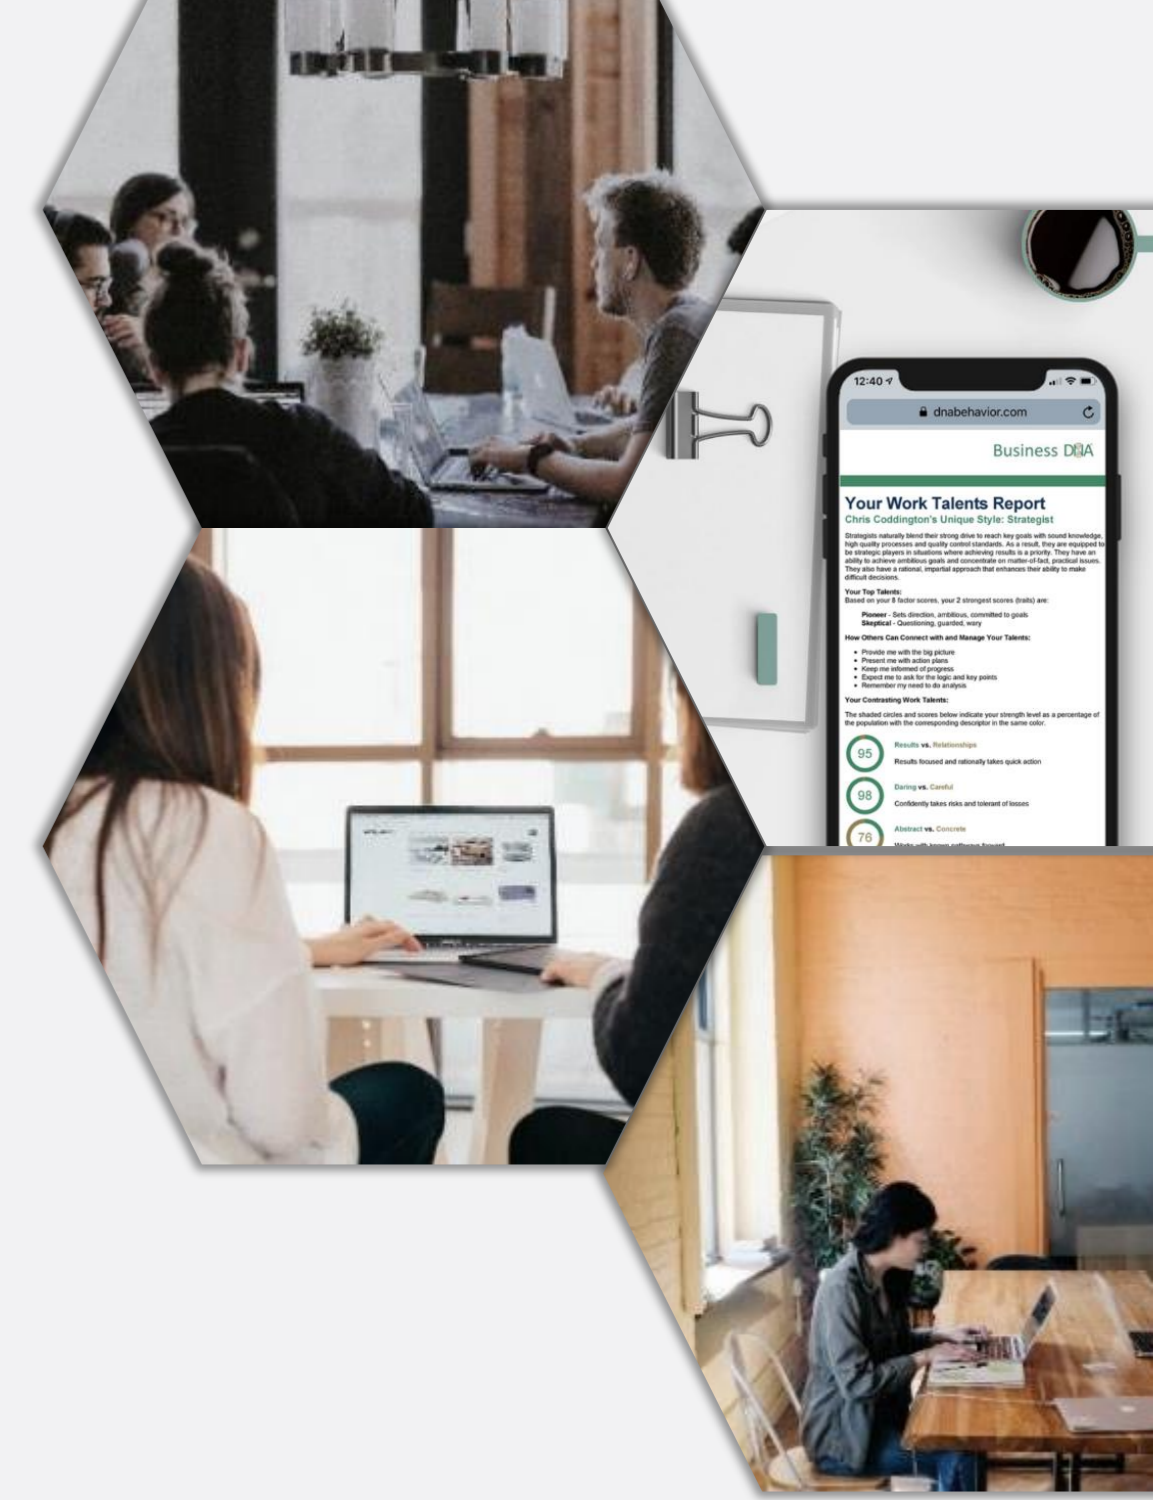 12:40
dnabehavior.com
Business DNA
Your Work Talents Report
Chris Coddington's Unique Style: Strategist
Strategists naturally blend their strong drive to reach key goals with sound knowledge,
high quality processes and quality control standards. As a result, they are equipped to
be strategic players in situations where achieving results is a priority. They have an
ability to achieve ambitious goals and concentrate on matter-of-fact, practical issues.
They also have a rational, impartial approach that enhances their ability to make
difficult decisions.
Your Top Talents:
Based on your 8 factor scores, your 2 strongest scores (traits) are:
Pioneer - Sets direction, ambitious, committed to goals
Skeptical - Questioning, guarded, wary
How Others Can Connect with and Manage Your Talents:
• Provide me with the big picture
• Present me with action plans
• Keep me informed of progress
• Expect me to ask for the logic and key points
• Remember my need to do analysis
Your Contrasting Work Talents:
The shaded circles and scores below indicate your strength level as a percentage of
the population with the corresponding descriptor in the same color.
95
Results vs. Relationships
Results focused and rationally takes quick action
98
Daring vs. Careful
Confidently takes risks and tolerant of losses
76
Abstract vs. Concrete